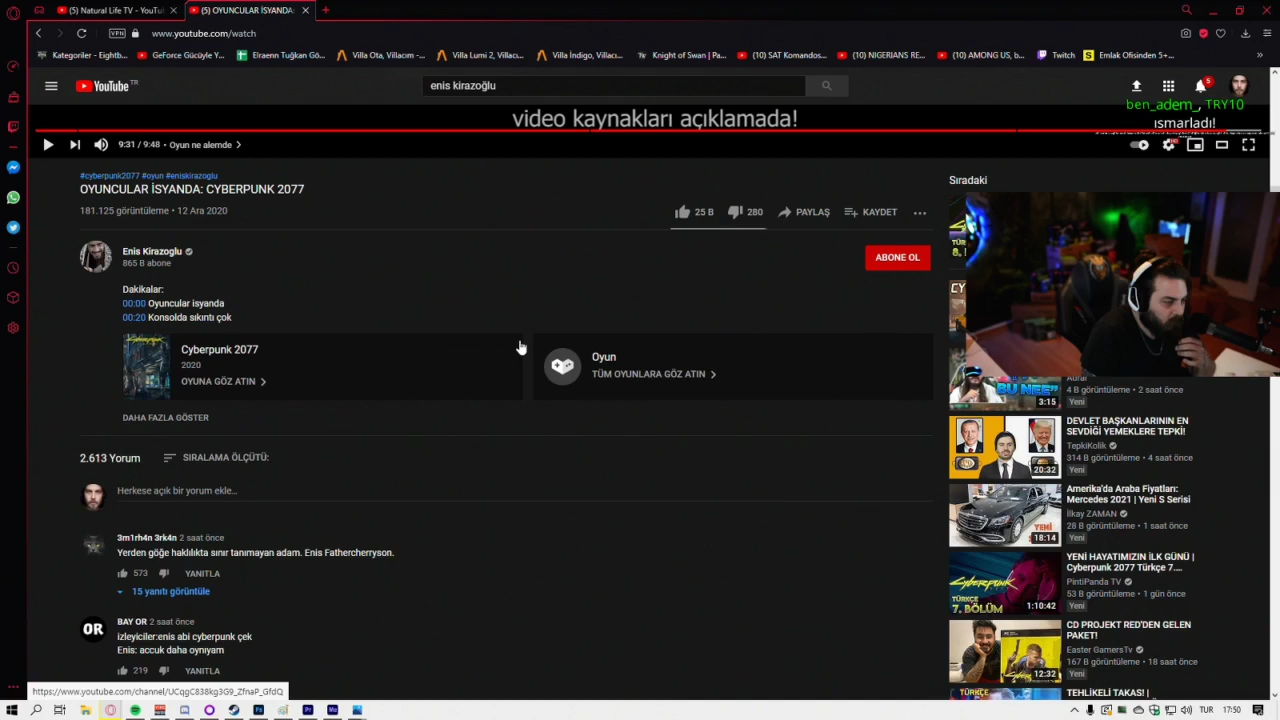 (5) Natural Life TV - YouTu
(5) OYUNCULAR İSYANDA:
VPN
www.youtube.com/watch
Kategoriler - Eightb...
GeForce Gücüyle Y...
Elraenn Tuğkan Gö...
Villa Ota, Villacım -...
Villa Lumi 2, Villacı...
Villa İndigo, Villacım...
Knight of Swan | Pa...
(10) SAT Komandos...
(10) NIGERIANS RE...
(10) AMONG US, b...
Twitch
Emlak Ofisinden 5+...
YouTube TR
enis kirazoğlu
5
ben_adem_, TRY10
ısmarladı!
video kaynakları açıklamada!
9:31 / 9:48 • Oyun ne alemde
#cyberpunk2077 #oyun #eniskirazoglu
OYUNCULAR İSYANDA: CYBERPUNK 2077
181.125 görüntüleme • 12 Ara 2020
25 B
280
PAYLAŞ
KAYDET
Enis Kirazoglu
865 B abone
ABONE OL
Dakikalar:
00:00 Oyuncular isyanda
00:20 Konsolda sıkıntı çok
Cyberpunk 2077
2020
OYUNA GÖZ ATIN
Oyun
TÜM OYUNLARA GÖZ ATIN
DAHA FAZLA GÖSTER
2.613 Yorum
SIRALAMA ÖLÇÜTÜ:
Herkese açık bir yorum ekle...
3m1rh4n 3rk4n 2 saat önce
Yerden göğe haklılıkta sınır tanımayan adam. Enis Fathercherryson.
573
YANITLA
15 yanıtı görüntüle
OR
BAY OR 2 saat önce
izleyiciler:enis abi cyberpunk çek
Enis: accuk daha oynıyam
219
YANITLA
https://www.youtube.com/channel/UCqgC838kg3G9_ZfnaP_GfdQ
Sıradaki
BU NEE
3:15
4 B görüntüleme • 2 saat önce
Yeni
20:32
DEVLET BAŞKANLARININ EN
SEVDİĞİ YEMEKLERE TEPKİ!
TepkiKolik
314 B görüntüleme • 4 saat önce
Yeni
YENİ
18:14
Amerika'da Araba Fiyatları:
Mercedes 2021 | Yeni S Serisi
İlkay ZAMAN
28 B görüntüleme • 1 saat önce
Yeni
Cyberpunk
TÜRKÇE
7. BÖLÜM
1:10:42
YENİ HAYATIMIZIN İLK GÜNÜ |
Cyberpunk 2077 Türkçe 7....
PintiPanda TV
53 B görüntüleme • 1 gün önce
Yeni
12:32
CD PROJEKT RED'DEN GELEN
PAKET!
Easter GamersTv
167 B görüntüleme • 18 saat önce
Yeni
TÜRKÇE
TEHLİKELİ TAKAS! |
TUR
17:50